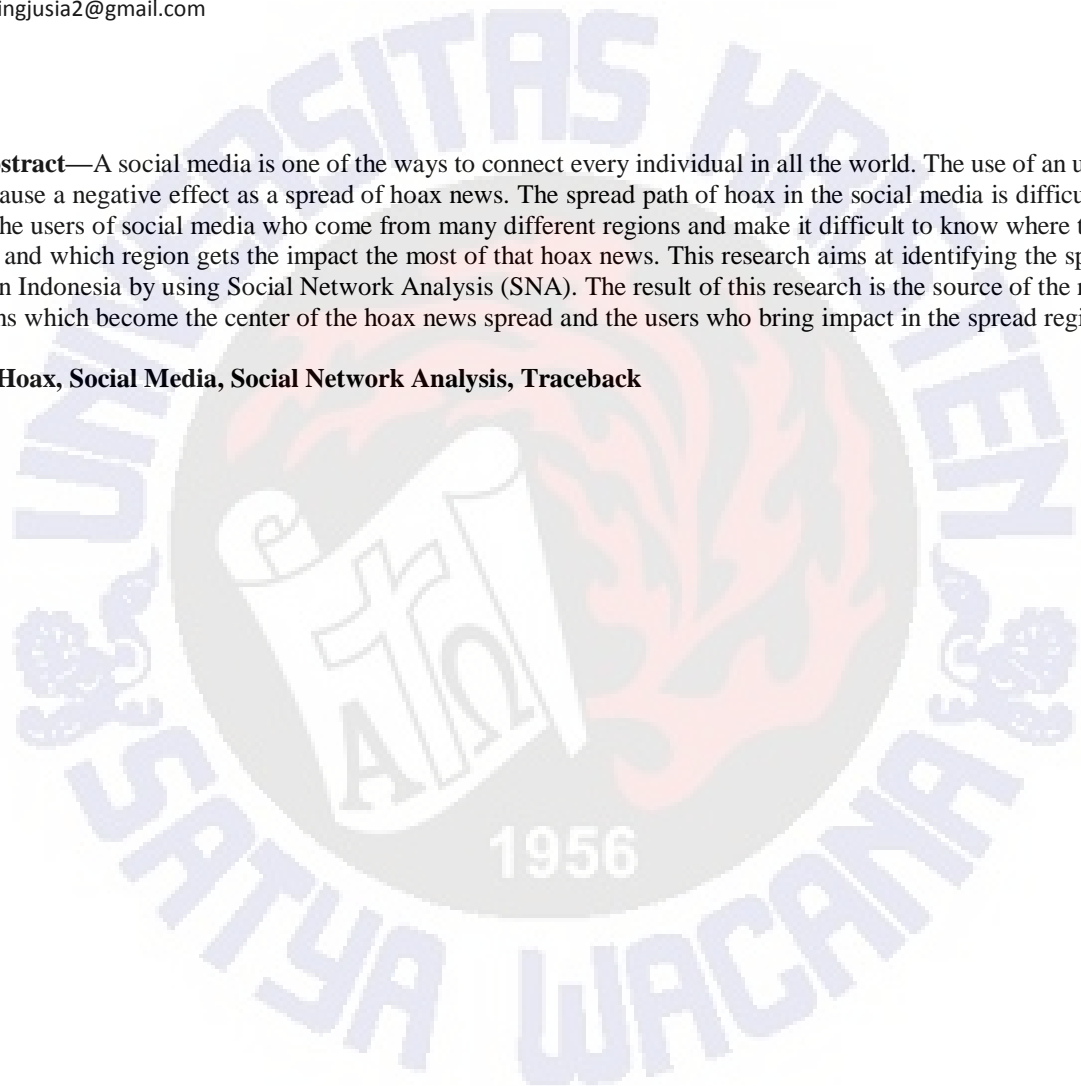 ingjusia2@gmail.com
stract—A social media is one of the ways to connect every individual in all the world. The use of an u
ause a negative effect as a spread of hoax news. The spread path of hoax in the social media is difficu
he users of social media who come from many different regions and make it difficult to know where t
and which region gets the impact the most of that hoax news. This research aims at identifying the sp
n Indonesia by using Social Network Analysis (SNA). The result of this research is the source of the
ns which become the center of the hoax news spread and the users who bring impact in the spread regi
Hoax, Social Media, Social Network Analysis, Traceback
UNIVERSITAS KRISTEN
ΑΩ
1956
SATYA WACANA